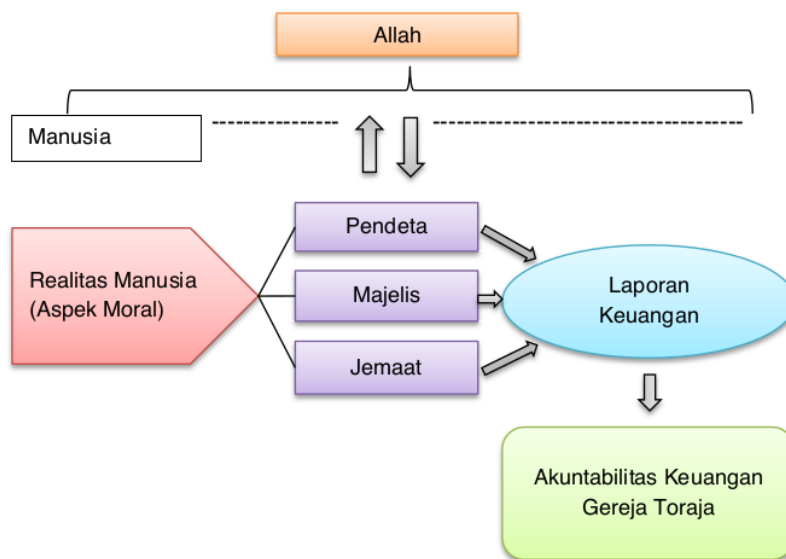 Allah
Manusia
Pendeta
Realitas Manusia
(Aspek Moral)
Majelis
Jemaat
Laporan
Keuangan
Akuntabilitas Keuangan
Gereja Toraja